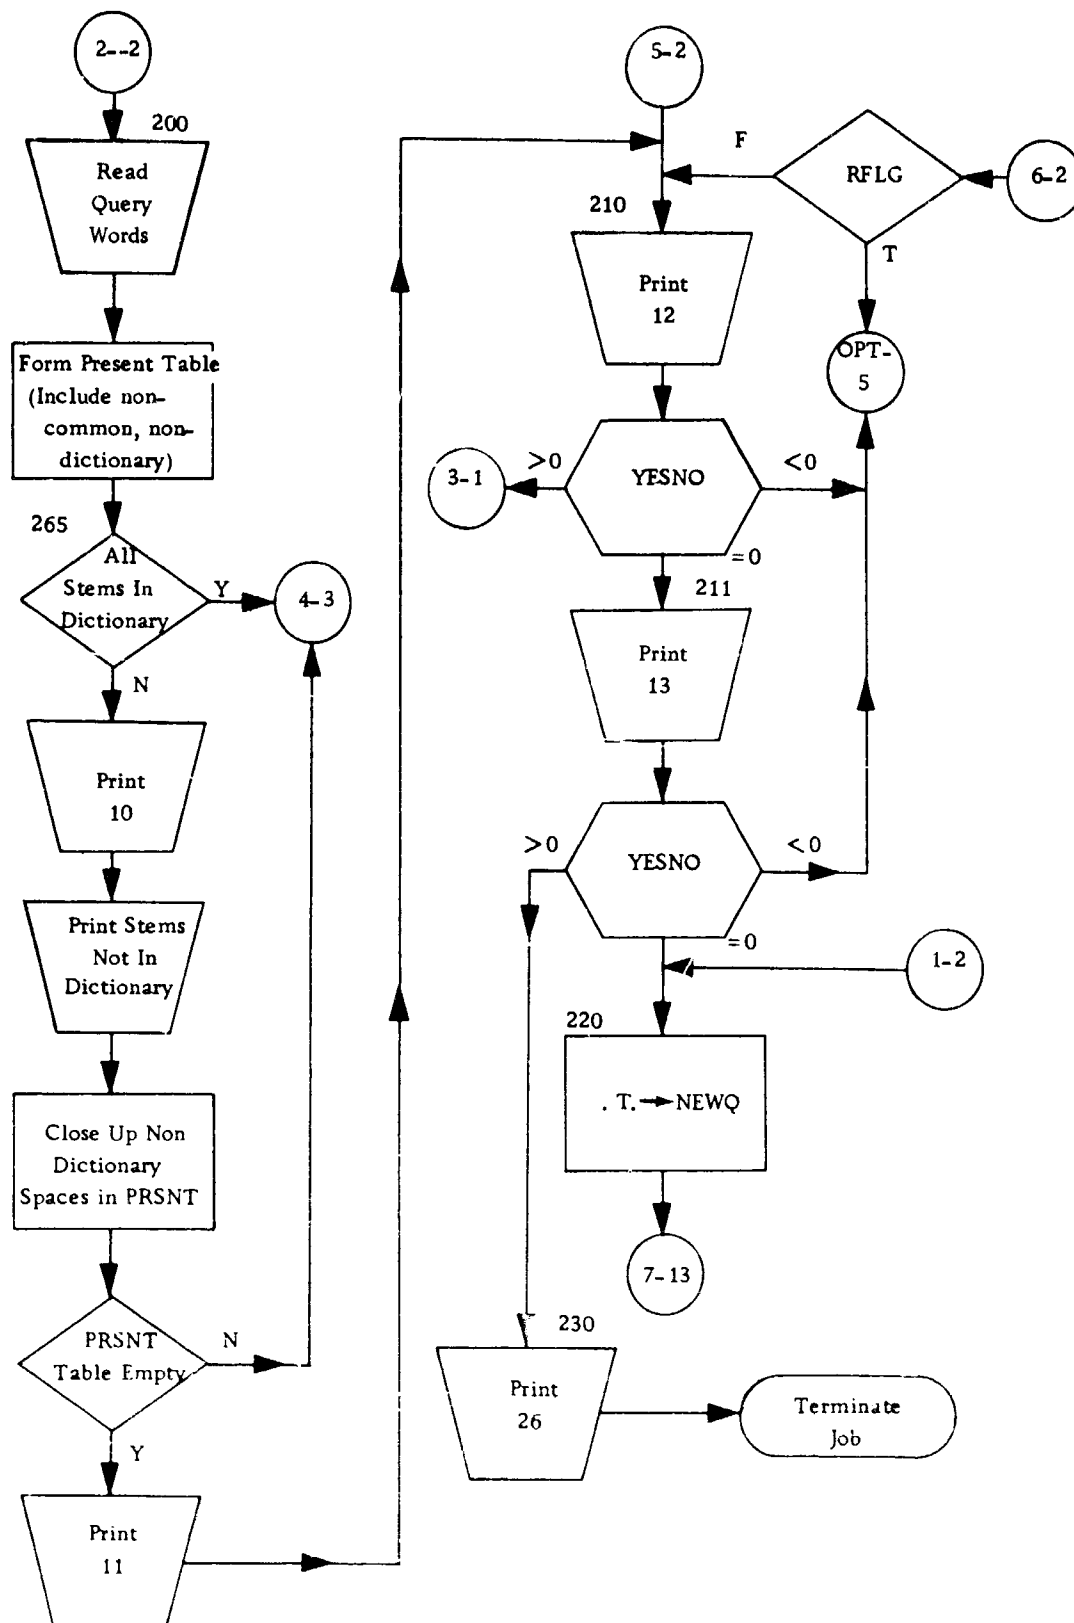 2--2
200
Read
Query
Words
Form Present Table
(Include non-
common, non-
dictionary)
265
All
Stems In
Dictionary
Y
4-3
N
Print
10
Print Stems
Not In
Dictionary
Close Up Non
Dictionary
Spaces in PRSNT
PRSNT
Table Empty
N
Y
Print
11
5-2
F
RFLG
6-2
T
210
Print
12
OPT-
5
3-1
>0
YESNO
<0
=0
211
Print
13
>0
YESNO
<0
=0
1-2
220
. T. → NEWQ
7-13
230
Print
26
Terminate
Job